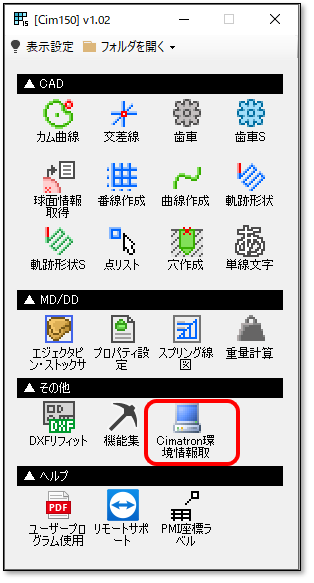 [Cim150] v1.02
表示設定 フォルダを開く
▲ CAD
カム曲線 交差線 歯車 歯車S
球面情報取得 番線作成 曲線作成 軌跡形状
軌跡形状S 点リスト 穴作成 単線文字
▲ MD/DD
エジェクタピン・ストックサ プロパティ設定 スプリング線図 重量計算
▲ その他
DXF
DXFリフィット 機能集 Cimatron環境情報取
▲ ヘルプ
PDF
ユーザープログラム使用 リモートサポート PMI座標ラベル